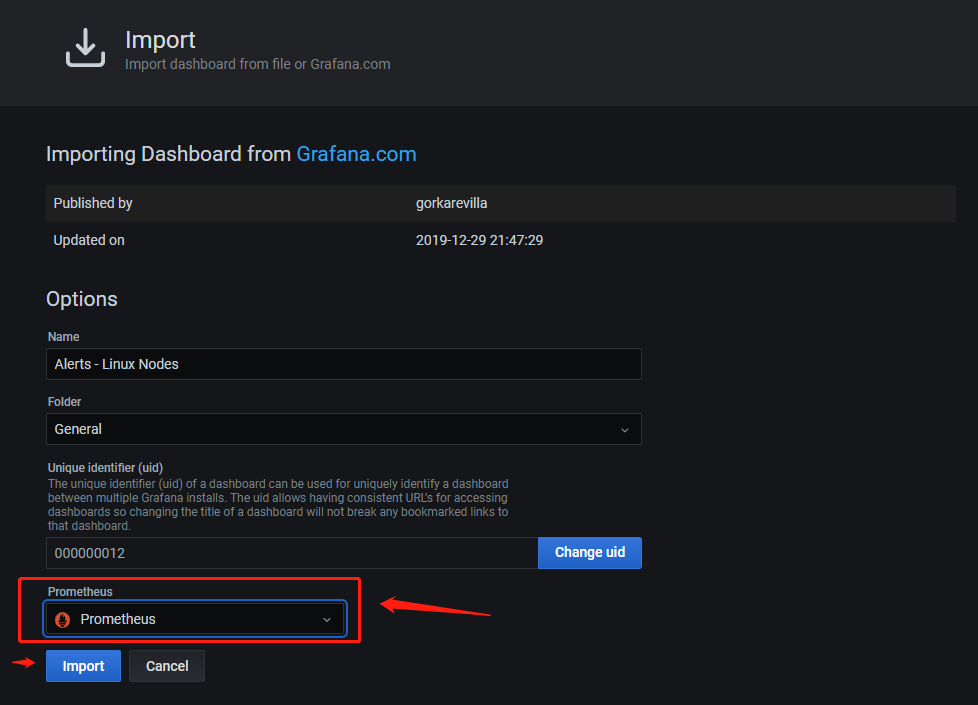 Import
Import dashboard from file or Grafana.com
Importing Dashboard from Grafana.com
Published by gorkarevilla
Updated on 2019-12-29 21:47:29
Options
Name
Alerts - Linux Nodes
Folder
General
Unique identifier (uid)
The unique identifier (uid) of a dashboard can be used for uniquely identify a dashboard
between multiple Grafana installs. The uid allows having consistent URL's for accessing
dashboards so changing the title of a dashboard will not break any bookmarked links to
that dashboard.
000000012 Change uid
Prometheus
Prometheus
Import Cancel